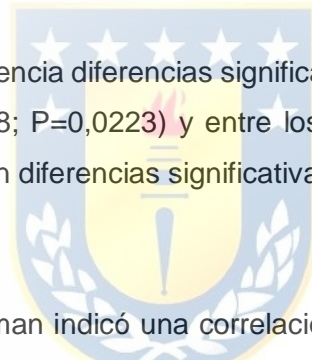 encia diferencias significa
8; P=0,0223) y entre los
n diferencias significativa
man indicó una correlació